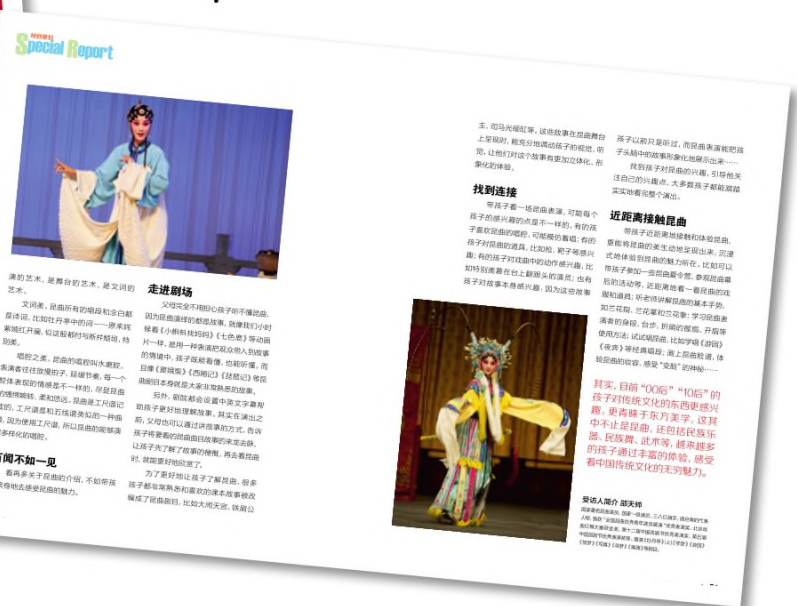 特别策划
Special Report
演的艺术，是舞台的艺术，是文词的
艺术。
文词美，昆曲所有的唱段和念白都
是诗词，比如牡丹亭中的词——原来姹
紫嫣红开遍，似这般都付与断井颓垣，特
别美。
唱腔之美，昆曲的唱腔叫水磨腔，
表演者往往放慢拍子，延缓节奏，每一个
的缠绵婉转、柔和悠远。昆曲是工尺谱记
的，工尺谱是和五线谱类似的一种曲
，因为使用工尺谱，所以昆曲的能够演
多样化的唱腔。
闻不如一见
看再多关于昆曲的介绍，不如带孩
身地去感受昆曲的魅力。
走进剧场
父母完全不用担心孩子听不懂昆曲，
因为昆曲演绎的都是故事，就像我们小时
候看《小蝌蚪找妈妈》《七色鹿》等动画
片一样，是用一种表演把观众带入到故事
的情境中，孩子既能看懂，也能听懂，而
且像《窦娥冤》《西厢记》《琵琶记》等昆
曲剧目本身就是大家非常熟悉的故事。
另外，剧院都会设置中英文字幕帮
助孩子更好地理解故事，其实在演出之
前，父母也可以通过讲故事的方式，告诉
孩子将要看的昆曲曲目故事的来龙去脉，
让孩子先了解了故事的梗概，再去看昆曲
时，就能更好地欣赏了。
为了更好地让孩子了解昆曲，很多
孩子都非常熟悉和喜欢的课本故事被改
编成了昆曲剧目，比如大闹天宫、铁扇公
主、司马光砸缸等，这些故事在昆曲舞台
上呈现时，能充分地调动孩子的视觉、听
觉，让他们对这个故事有更加立体化、形
象化的体验。
找到连接
带孩子看一场昆曲表演，可能每个
孩子的感兴趣的点是不一样的，有的孩
子喜欢昆曲的唱腔，可能模仿着唱；有的
孩子对昆曲的道具，比如枪、靶子等感兴
趣；有的孩子对戏曲中的动作感兴趣，比
如特别羡慕在台上翻跟头的演员；也有
孩子对故事本身感兴趣，因为这些故事
孩子以前只是听过，而昆曲表演能把孩
子头脑中的故事形象化地展示出来……
找到孩子对昆曲的兴趣，引导他关
注自己的兴趣点，大多数孩子都能踏踏
实实地看完整个演出。
近距离接触昆曲
带孩子近距离地接触和体验昆曲，
更能将昆曲的美生动地呈现出来，沉浸
式地体验到昆曲的魅力所在，比如可以
带孩子参加一些昆曲夏令营，参观昆曲幕
后的活动等，近距离地看一看昆曲的戏
服和道具；听老师讲解昆曲的基本手势，
如兰花指、兰花掌和兰花拳；学习昆曲表
演者的身段、台步，折扇的握扇、开扇等
使用方法；试试唱昆曲，比如学唱《游园》
《夜奔》等经典唱段；画上昆曲脸谱，体
验昆曲的妆容，感受“变脸”的神秘……
其实，目前“00后”“10后”的
孩子对传统文化的东西更感兴
趣，更青睐于东方美学，这其
中不止是昆曲，还包括民族乐
器、民族舞、武术等，越来越多
的孩子通过丰富的体验，感受
着中国传统文化的无穷魅力。
受访人简介 邵天帅